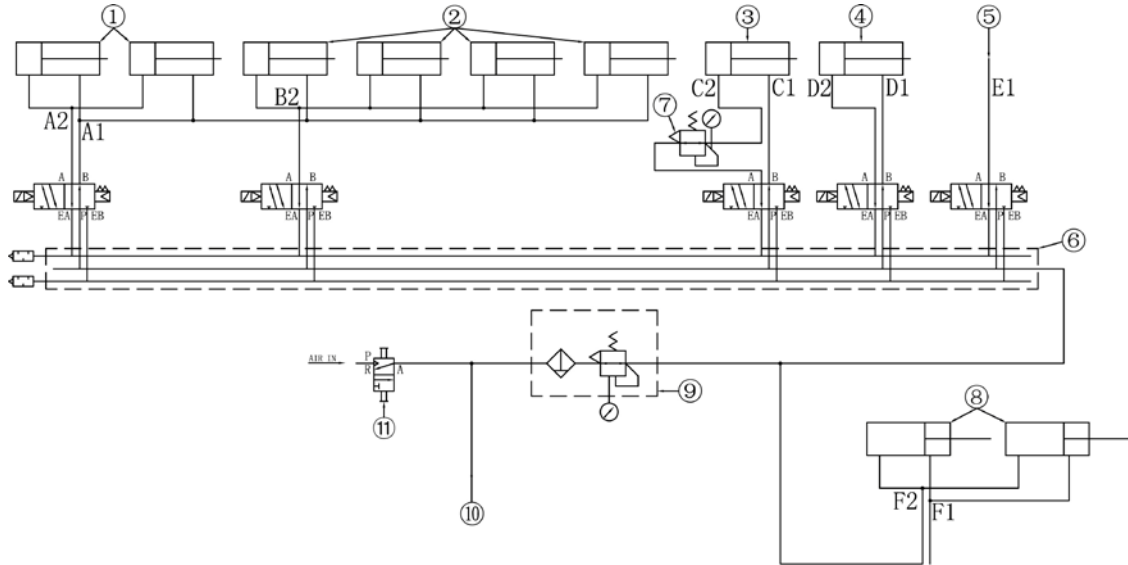 ① ② ③ ④ ⑤
B2 C2 C1 D2 D1 E1
A2 A1 ⑦
A B A B A B A B A B
EA P EB EA P EB EA P EB EA P EB EA P EB
⑥
AIR IN P
R A
⑨
⑪ ⑧
⑩ F2 F1